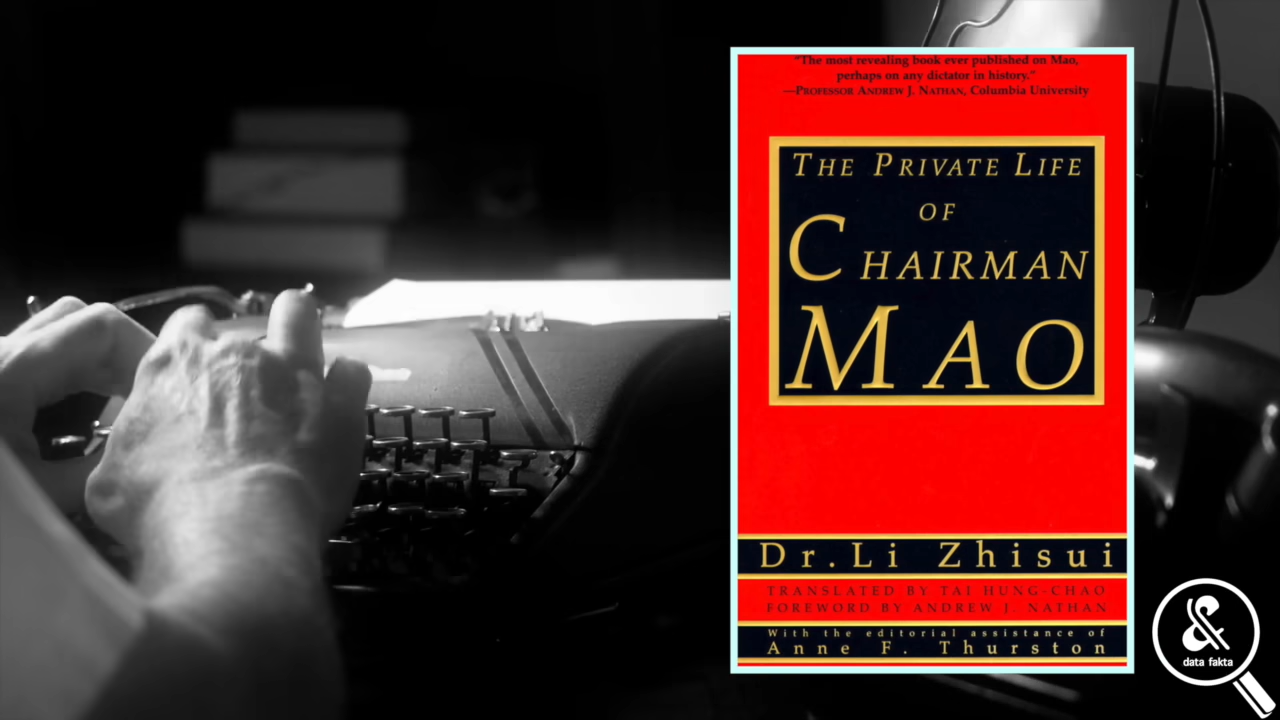 "The most revealing book ever published on Mao,
perhaps on any dictator in history."
—Professor Andrew J. Nathan, Columbia University
The Private Life
of
Chairman
Mao
Dr. Li Zhisui
TRANSLATED BY TAI HUNG-CHAO
FOREWORD BY ANDREW J. NATHAN
With the editorial assistance of
Anne F. Thurston
&
data fakta